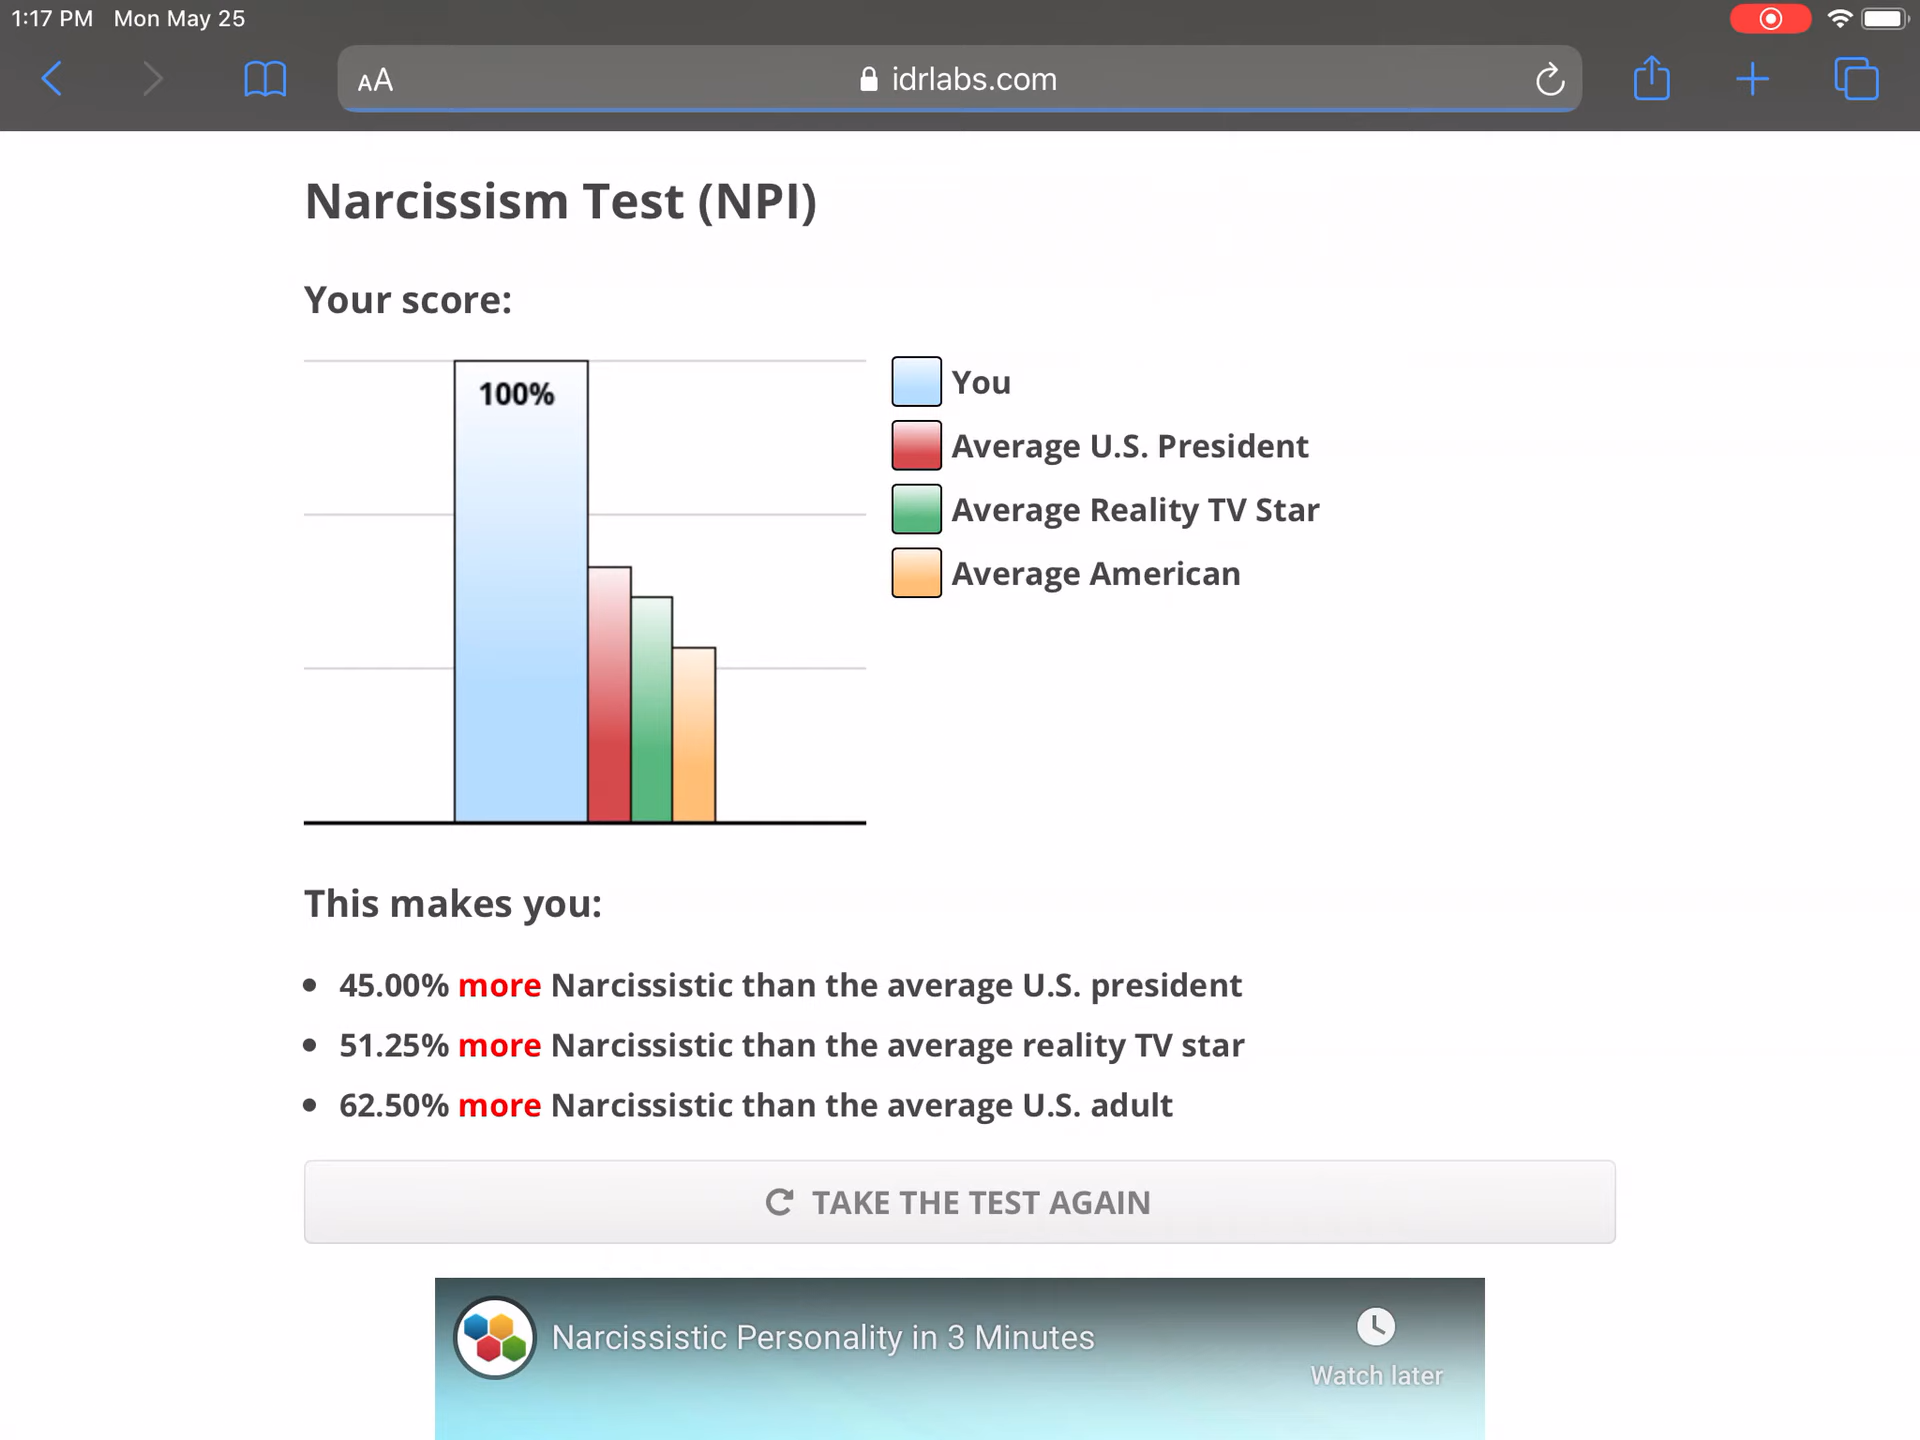 1:17 PM Mon May 25
AA
idrlabs.com
Narcissism Test (NPI)
Your score:
100%
You
Average U.S. President
Average Reality TV Star
Average American
This makes you:
45.00% more Narcissistic than the average U.S. president
51.25% more Narcissistic than the average reality TV star
62.50% more Narcissistic than the average U.S. adult
TAKE THE TEST AGAIN
Narcissistic Personality in 3 Minutes
Watch later